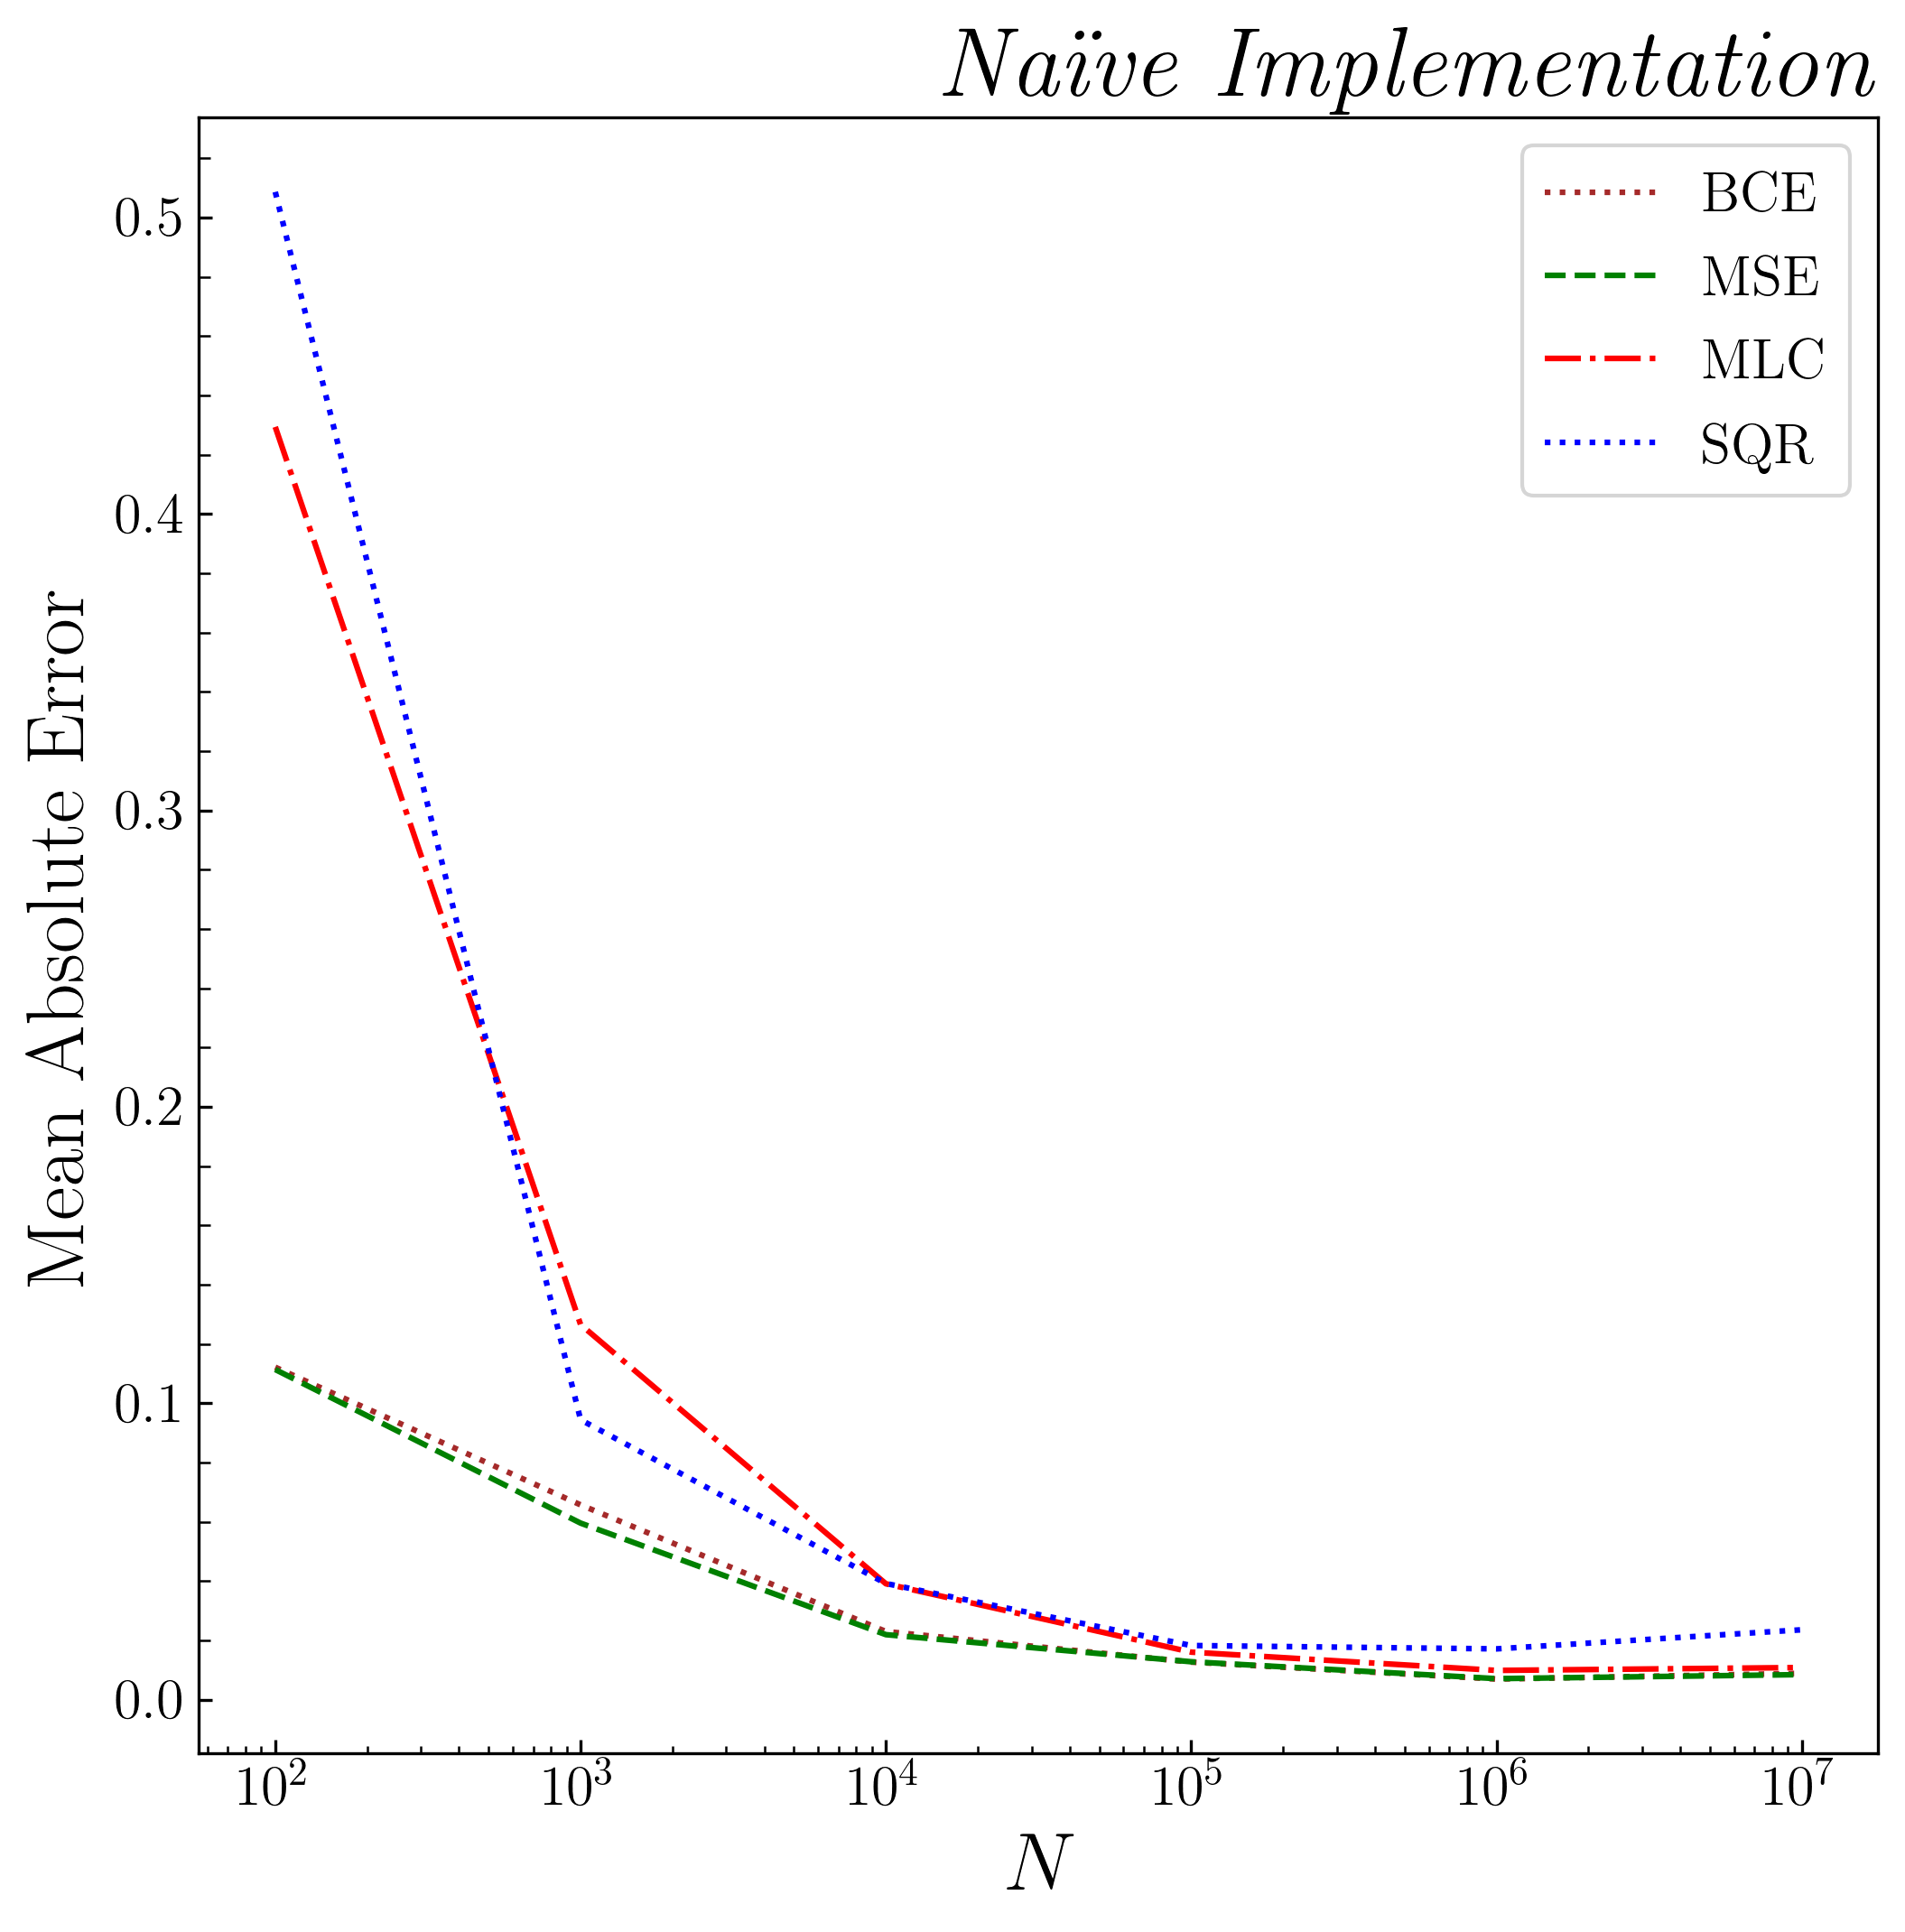 Naïve Implementation
BCE
MSE
MLC
SQR
Mean Absolute Error
0.5
0.4
0.3
0.2
0.1
0.0
10²
10³
10⁴
10⁵
10⁶
10⁷
N